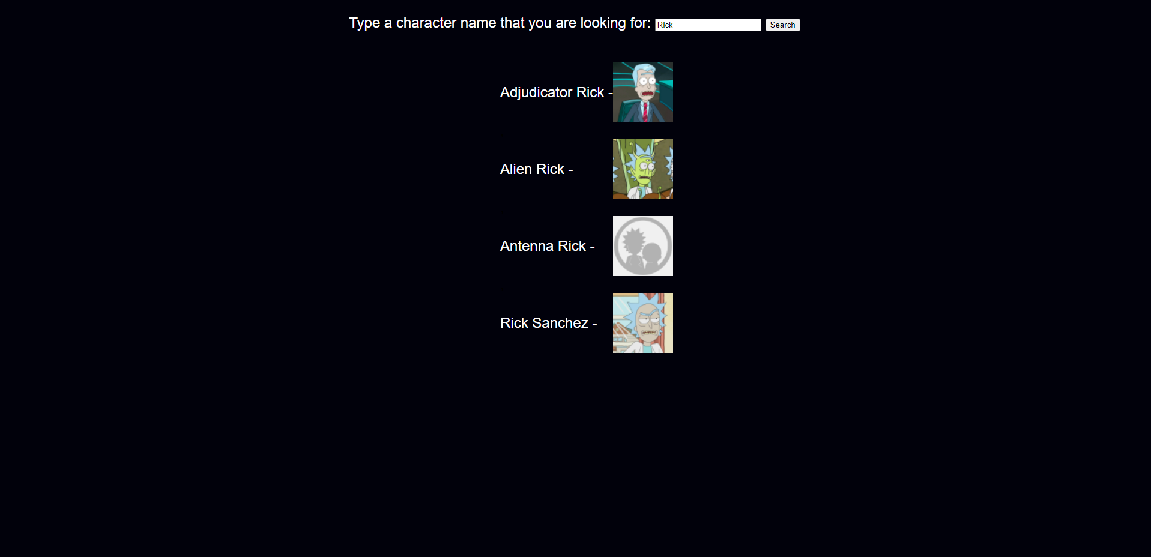 Type a character name that you are looking for: Rick Search
Adjudicator Rick -
Alien Rick -
Antenna Rick -
Rick Sanchez -